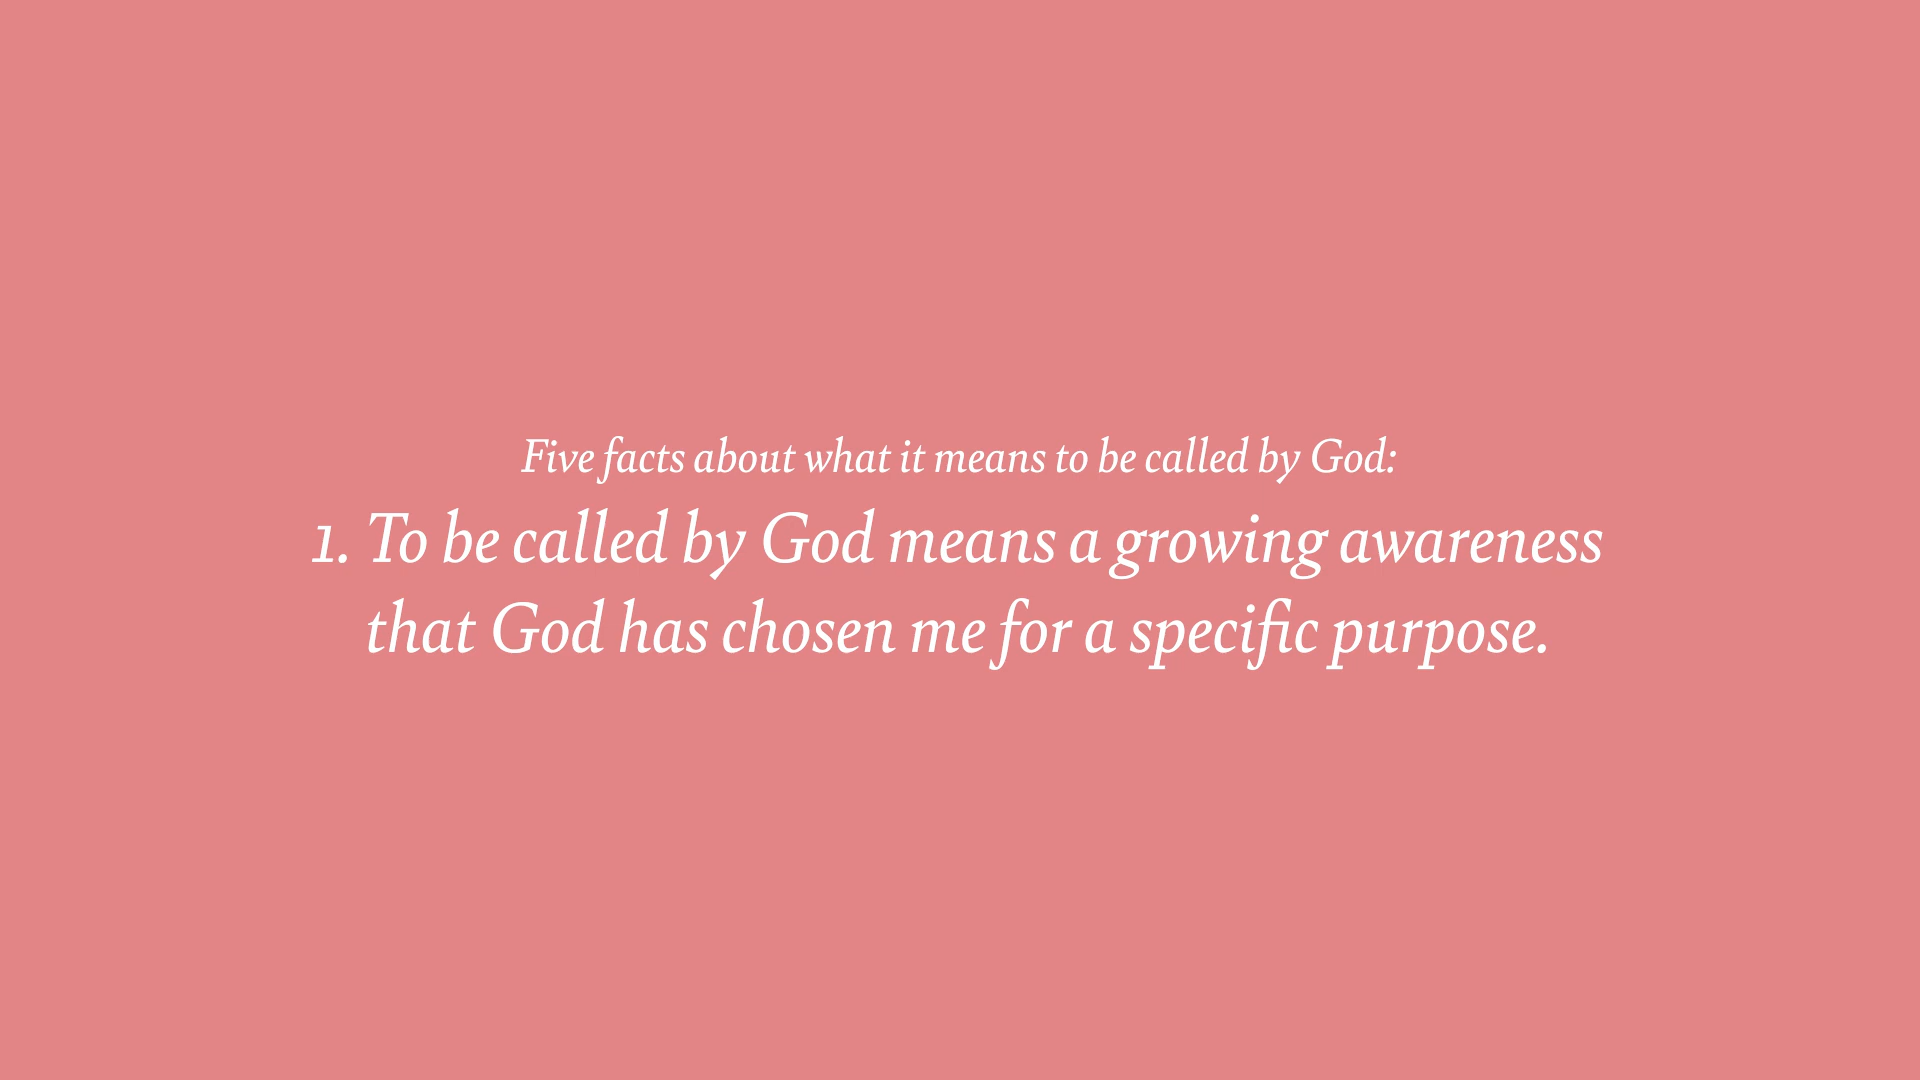 Five facts about what it means to be called by God:
1. To be called by God means a growing awareness
that God has chosen me for a specific purpose.